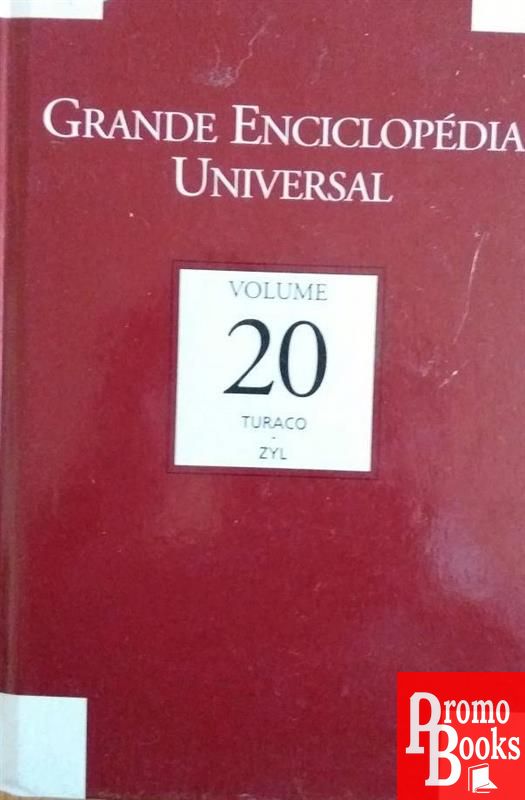 GRANDE ENCICLOPÉDIA
UNIVERSAL
VOLUME
20
TURACO
-
ZYL
Promo
Books